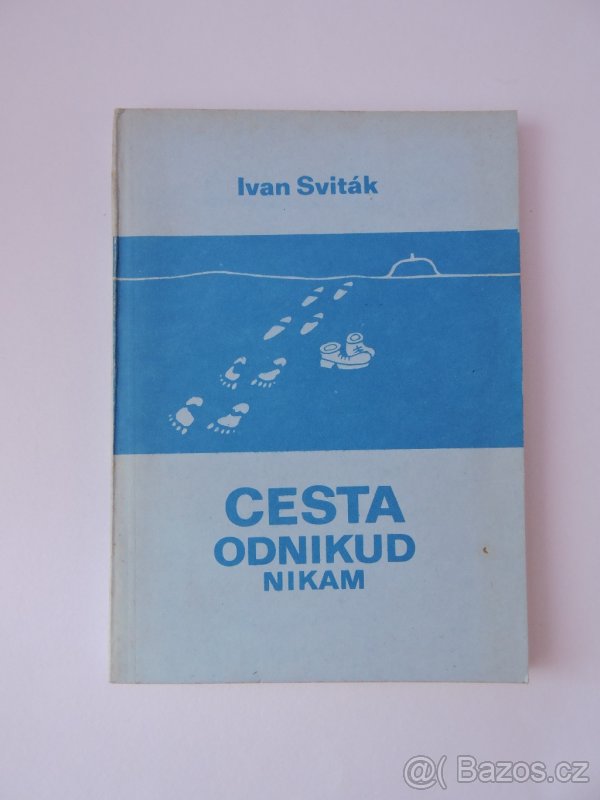 Ivan Sviták
CESTA
ODNIKUD
NIKAM
@( Bazos.cz